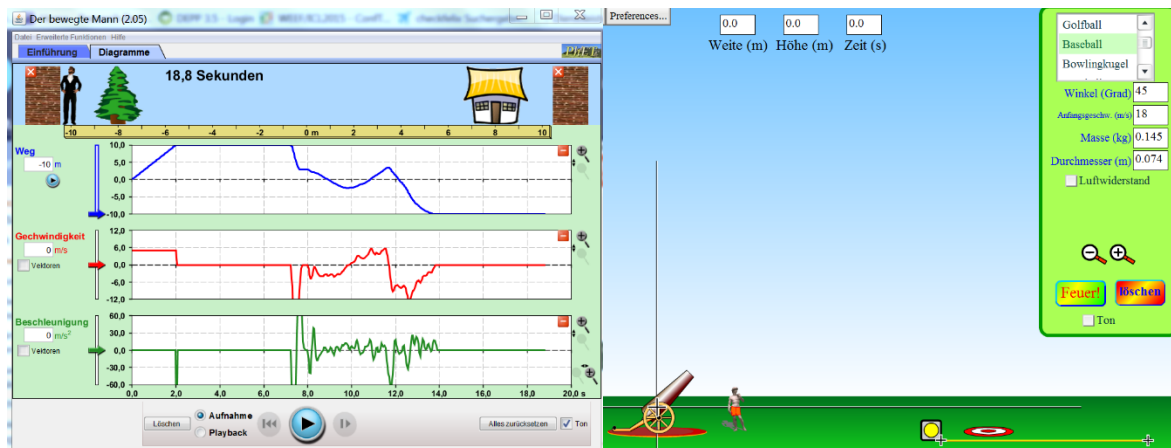 Der bewegte Mann (2.05)
Datei Erweiterte Funktionen Hilfe
Einführung
Diagramme
18,8 Sekunden
-10 -8 -6 -4 -2 0 m 2 4 6 8 10
Weg
-10 m
10,0
5,0
0,0
-5,0
-10,0
Gechwindigkeit
0 m/s
Vektoren
12,0
6,0
0,0
-6,0
-12,0
Beschleunigung
0 m/s²
Vektoren
60,0
30,0
0,0
-30,0
-60,0
0,0 2,0 4,0 6,0 8,0 10,0 12,0 14,0 16,0 18,0 20,0 s
Löschen
Aufnahme
Playback
Alles zurücksetzen
Ton
Preferences...
0.0 0.0 0.0
Weite (m) Höhe (m) Zeit (s)
Golfball
Baseball
Bowlingkugel
Winkel (Grad) 45
Anfangsgeschw. (m/s) 18
Masse (kg) 0.145
Durchmesser (m) 0.074
Luftwiderstand
Feuer!
löschen
Ton